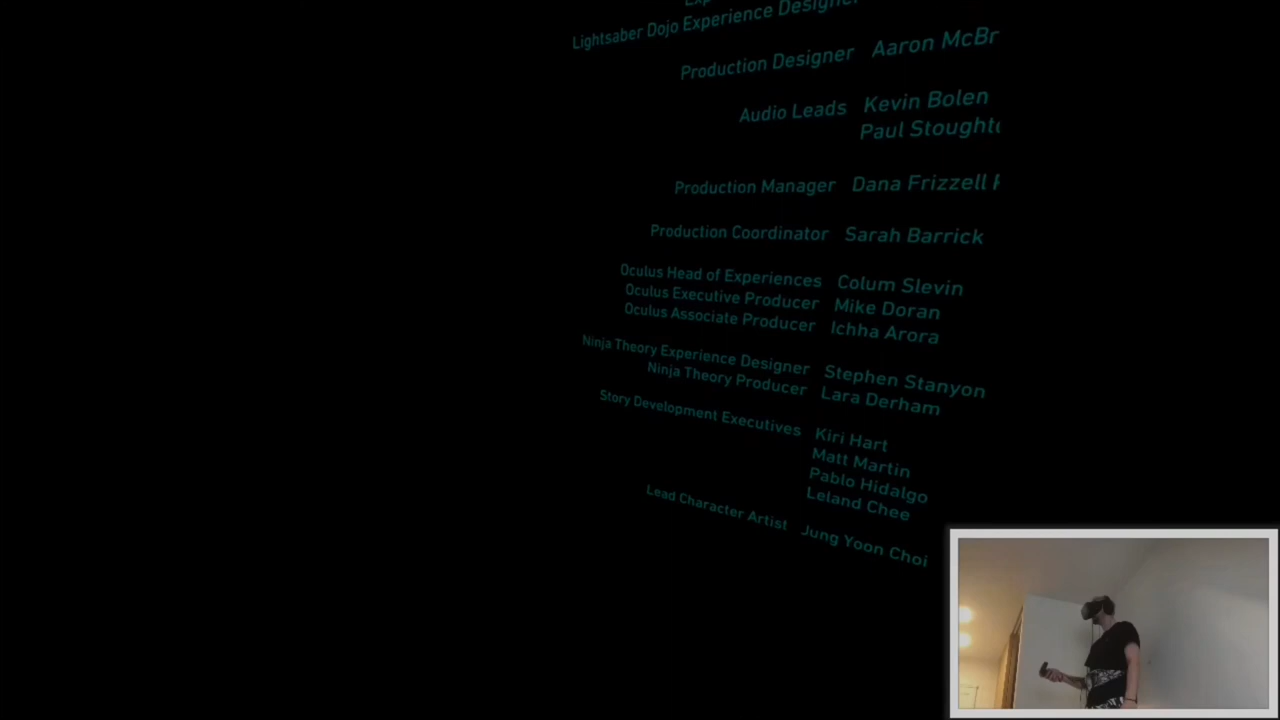 Lightsaber Dojo Experience Designer
Production Designer Aaron McBr
Audio Leads Kevin Bolen
Paul Stoughto
Production Manager Dana Frizzell
Production Coordinator Sarah Barrick
Oculus Head of Experiences Colum Slevin
Oculus Executive Producer Mike Doran
Oculus Associate Producer Ichha Arora
Ninja Theory Experience Designer Stephen Stanyon
Ninja Theory Producer Lara Derham
Story Development Executives Kiri Hart
Matt Martin
Pablo Hidalgo
Leland Chee
Lead Character Artist Jung Yoon Choi